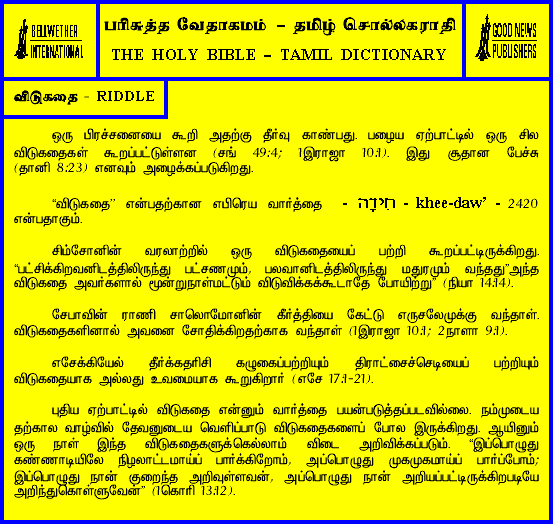 BELLWETHER
INTERNATIONAL
பரிசுத்த வேதாகமம் – தமிழ் சொல்லகராதி
THE HOLY BIBLE – TAMIL DICTIONARY
GOOD NEWS
PUBLISHERS
விடுகதை - RIDDLE
ஒரு பிரச்சனையை கூறி அதற்கு தீர்வு காண்பது. பழைய ஏற்பாட்டில் ஒரு சில
விடுகதைகள் கூறப்பட்டுள்ளன (சங் 49:4; 1இராஜா 10:1). இது சூதான பேச்சு
(தானி 8:23) எனவும் அழைக்கப்படுகிறது.
“விடுகதை” என்பதற்கான எபிரெய வார்த்தை - חִידָה - khee-daw’ - 2420
என்பதாகும்.
சிம்சோனின் வரலாற்றில் ஒரு விடுகதையைப் பற்றி கூறப்பட்டிருக்கிறது.
“பட்சிக்கிறவனிடத்திலிருந்து பட்சணமும், பலவானிடத்திலிருந்து மதுரமும் வந்தது”அந்த
விடுகதை அவர்களால் மூன்றுநாள்மட்டும் விடுவிக்கக்கூடாதே போயிற்று” (நியா 14:14).
சேபாவின் ராணி சாலொமோனின் கீர்த்தியை கேட்டு எருசலேமுக்கு வந்தாள்.
விடுகதைகளினால் அவனை சோதிக்கிறதற்காக வந்தாள் (1இராஜா 10:1; 2நாளா 9:1).
எசேக்கியேல் தீர்க்கதரிசி கழுகைப்பற்றியும் திராட்சைச்செடியைப் பற்றியும்
விடுகதையாக அல்லது உவமையாக கூறுகிறார் (எசே 17:1-21).
புதிய ஏற்பாட்டில் விடுகதை என்னும் வார்த்தை பயன்படுத்தப்படவில்லை. நம்முடைய
தற்கால வாழ்வில் தேவனுடைய வெளிப்பாடு விடுகதைகளைப் போல இருக்கிறது. ஆயினும்
ஒரு நாள் இந்த விடுகதைகளுக்கெல்லாம் விடை அறிவிக்கப்படும். “இப்பொழுது
கண்ணாடியிலே நிழலாட்டமாய்ப் பார்க்கிறோம், அப்பொழுது முகமுகமாய்ப் பார்ப்போம்;
இப்பொழுது நான் குறைந்த அறிவுள்ளவன், அப்பொழுது நான் அறியப்பட்டிருக்கிறபடியே
அறிந்துகொள்ளுவேன்” (1கொரி 13:12).